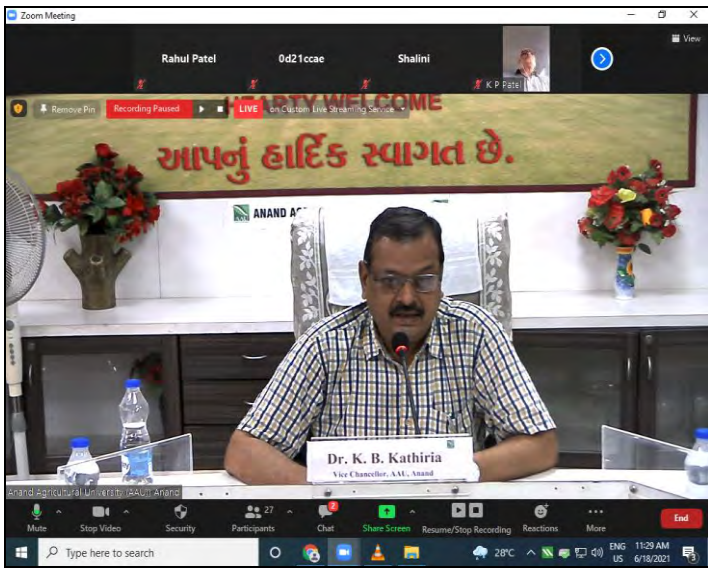 Zoom Meeting
View
Rahul Patel
0d21ccae
Shalini
K P Patel
Remove Pin
Recording Paused
LIVE
on Custom Live Streaming Service
HEARTY WELCOME
આપનું હાર્દિક સ્વાગત છે.
ANAND AG
Dr. K. B. Kathiria
Vice Chancellor, AAU, Anand
Anand Agricultural University (AAU), Anand
Mute
Stop Video
Security
Participants
27
Chat
2
Share Screen
Resume/Stop Recording
Reactions
More
End
Type here to search
28°C
ENG
US
11:29 AM
6/18/2021
3